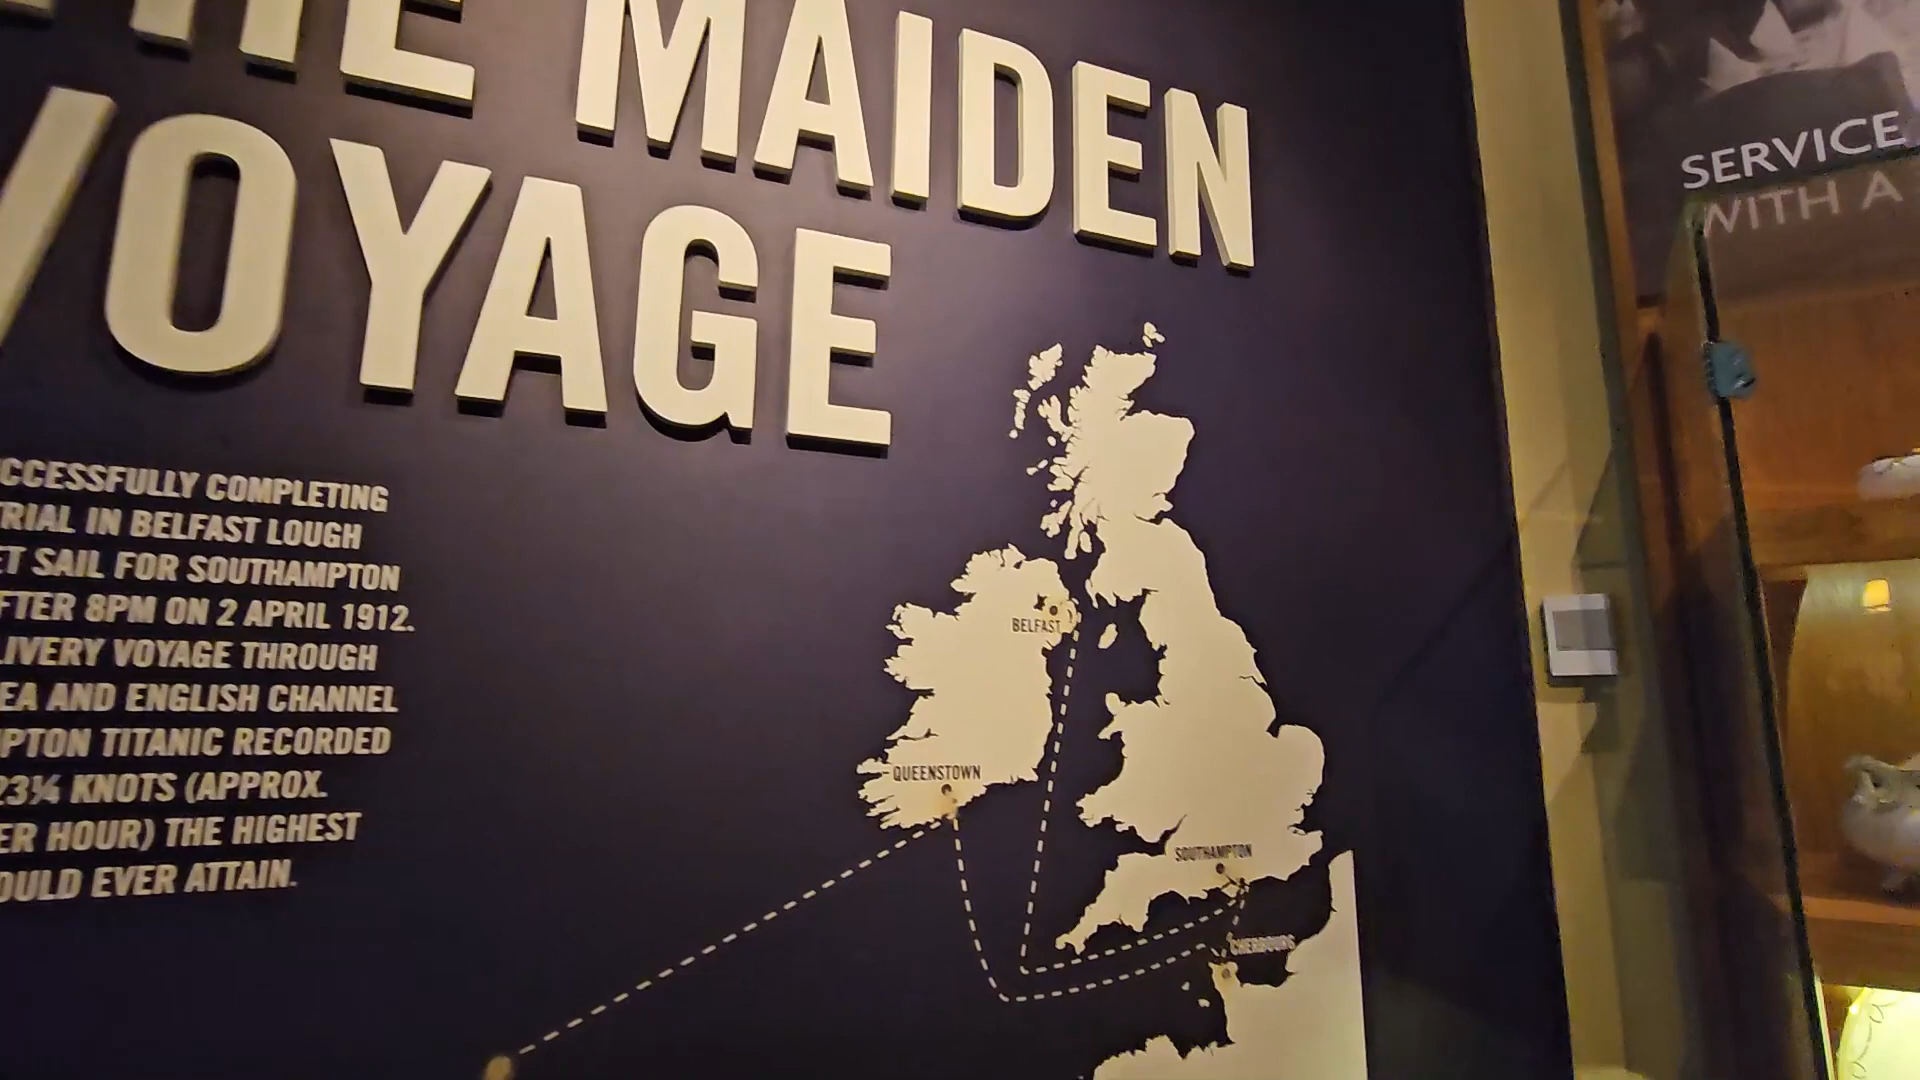 THE MAIDEN
VOYAGE
CCESSFULLY COMPLETING
TRIAL IN BELFAST LOUGH
ET SAIL FOR SOUTHAMPTON
FTER 8PM ON 2 APRIL 1912.
LIVERY VOYAGE THROUGH
EA AND ENGLISH CHANNEL
PTON TITANIC RECORDED
23¼ KNOTS (APPROX.
ER HOUR) THE HIGHEST
OULD EVER ATTAIN.
BELFAST
QUEENSTOWN
SOUTHAMPTON
CHERBOURG
SERVICE
WITH A